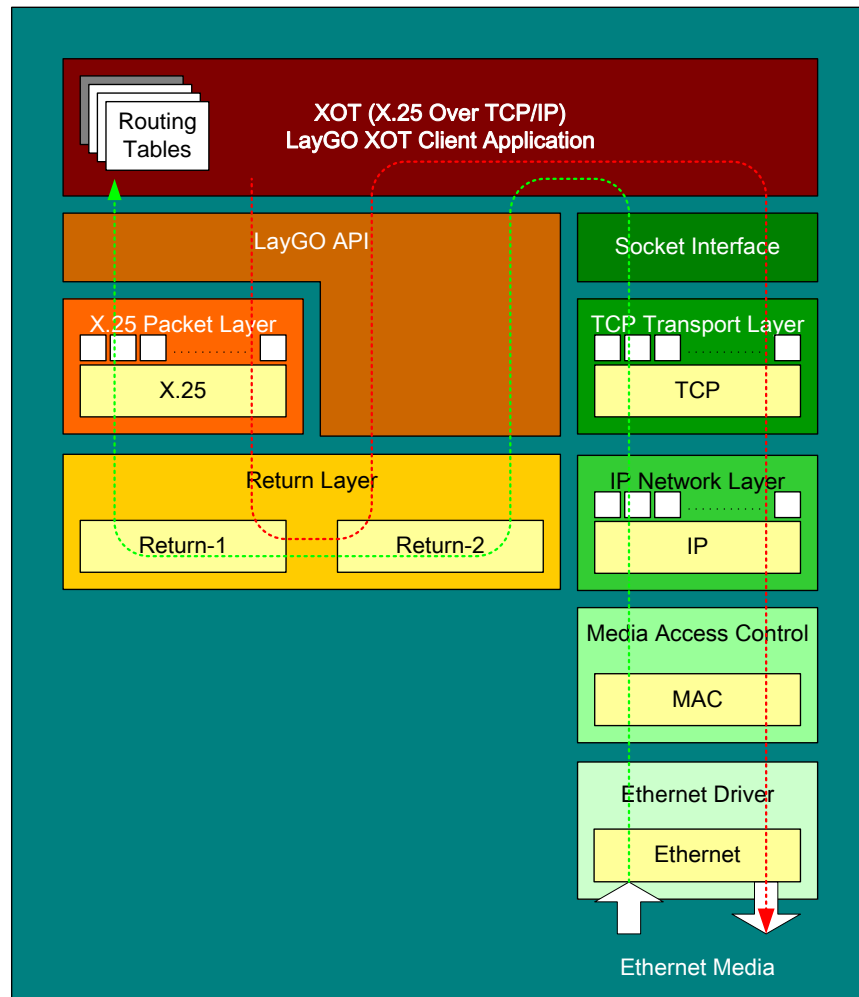 Routing
Tables
XOT (X.25 Over TCP/IP)
LayGO XOT Client Application
LayGO API
Socket Interface
X.25 Packet Layer
X.25
TCP Transport Layer
TCP
Return Layer
Return-1
Return-2
IP Network Layer
IP
Media Access Control
MAC
Ethernet Driver
Ethernet
Ethernet Media